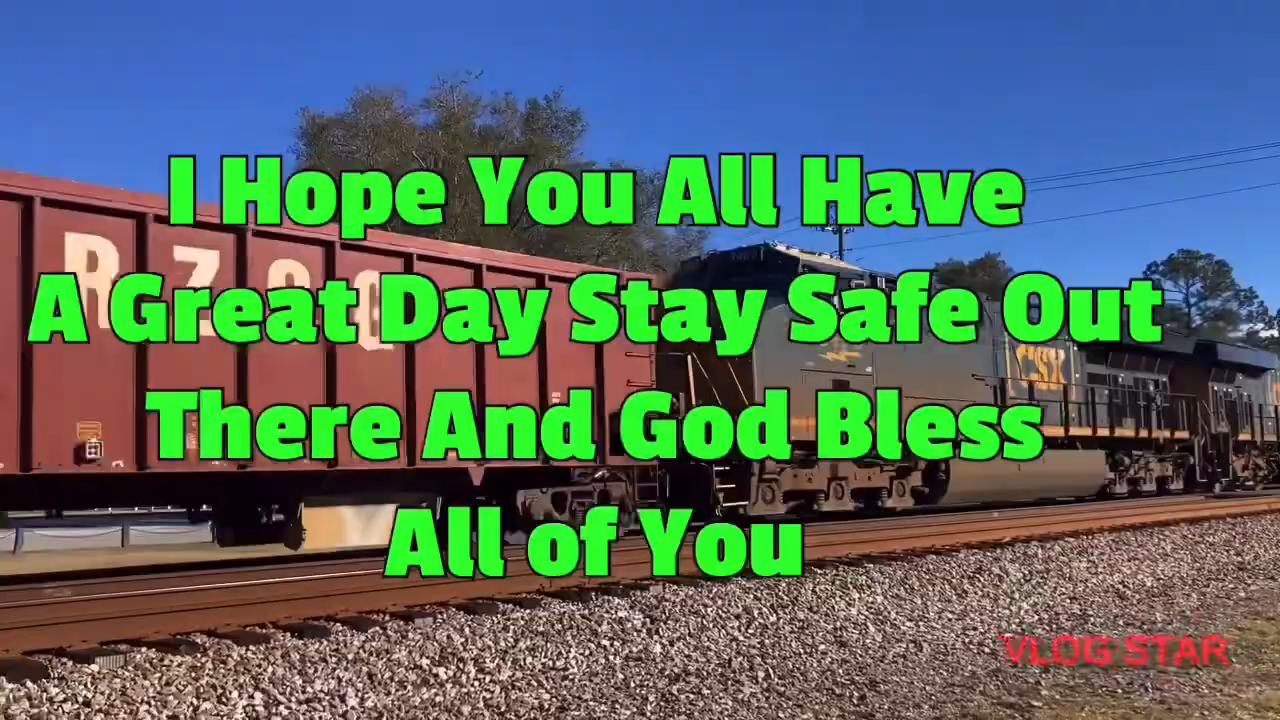 I Hope You All Have
A Great Day Stay Safe Out
There And God Bless
All of You
CSX
VLOG STAR